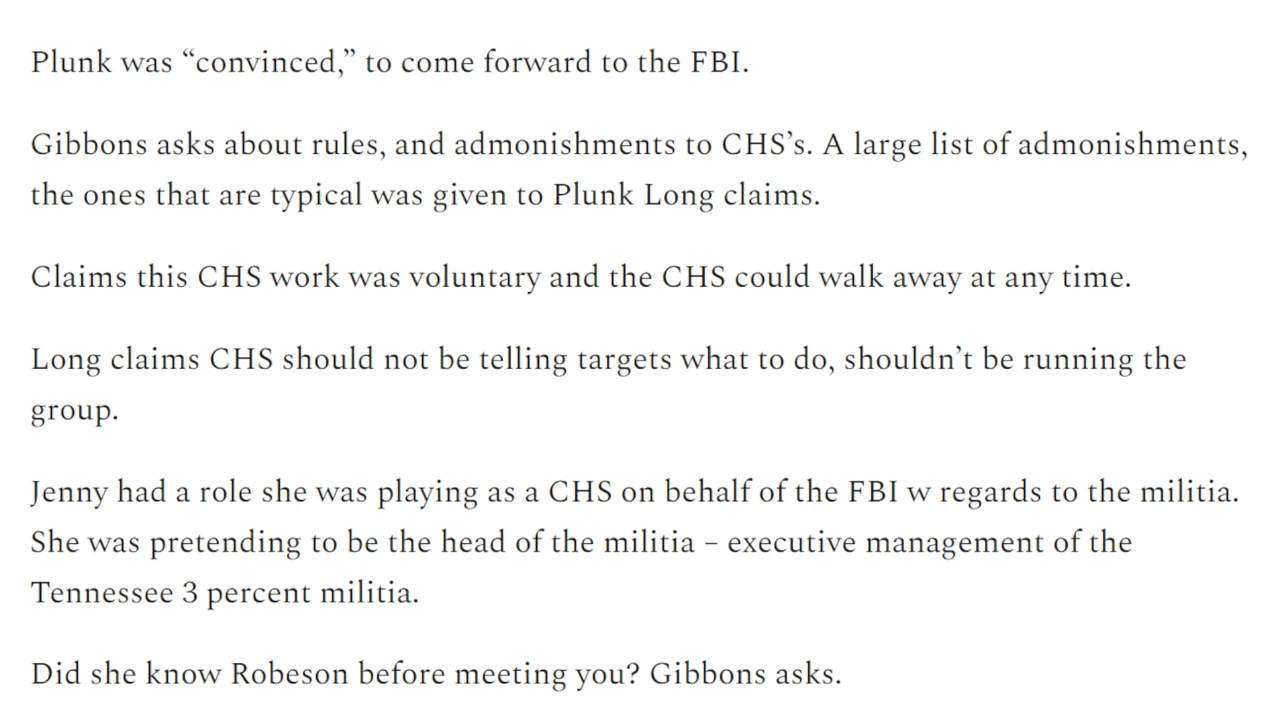 Plunk was “convinced,” to come forward to the FBI.
Gibbons asks about rules, and admonishments to CHS’s. A large list of admonishments,
the ones that are typical was given to Plunk Long claims.
Claims this CHS work was voluntary and the CHS could walk away at any time.
Long claims CHS should not be telling targets what to do, shouldn’t be running the
group.
Jenny had a role she was playing as a CHS on behalf of the FBI w regards to the militia.
She was pretending to be the head of the militia – executive management of the
Tennessee 3 percent militia.
Did she know Robeson before meeting you? Gibbons asks.